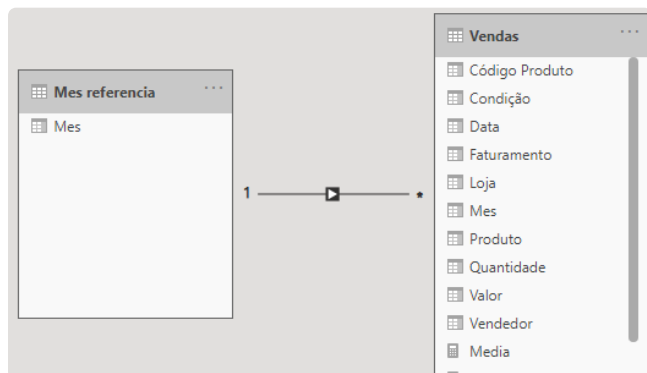 Mes referencia
Mes
1
*
Vendas
Código Produto
Condição
Data
Faturamento
Loja
Mes
Produto
Quantidade
Valor
Vendedor
Media